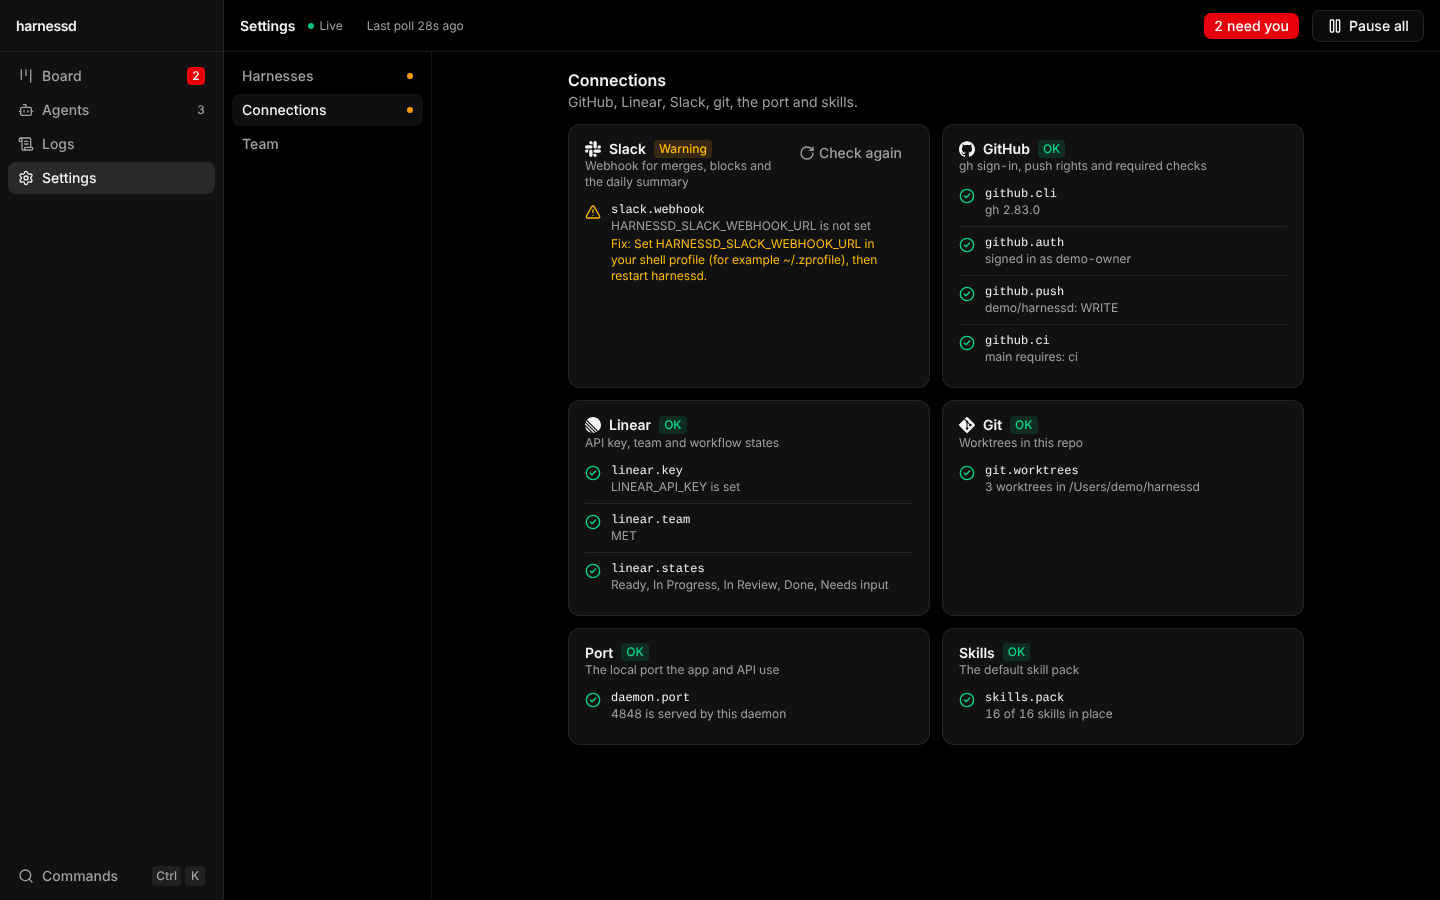 harnessd
Board 2
Agents 3
Logs
Settings
Commands Ctrl K
Settings Live Last poll 28s ago 2 need you Pause all
Harnesses
Connections
Team
Connections
GitHub, Linear, Slack, git, the port and skills.
Slack Warning Check again
Webhook for merges, blocks and
the daily summary
slack.webhook
HARNESSD_SLACK_WEBHOOK_URL is not set
Fix: Set HARNESSD_SLACK_WEBHOOK_URL in
your shell profile (for example ~/.zprofile), then
restart harnessd.
GitHub OK
gh sign-in, push rights and required checks
github.cli
gh 2.83.0
github.auth
signed in as demo-owner
github.push
demo/harnessd: WRITE
github.ci
main requires: ci
Linear OK
API key, team and workflow states
linear.key
LINEAR_API_KEY is set
linear.team
MET
linear.states
Ready, In Progress, In Review, Done, Needs input
Git OK
Worktrees in this repo
git.worktrees
3 worktrees in /Users/demo/harnessd
Port OK
The local port the app and API use
daemon.port
4848 is served by this daemon
Skills OK
The default skill pack
skills.pack
16 of 16 skills in place